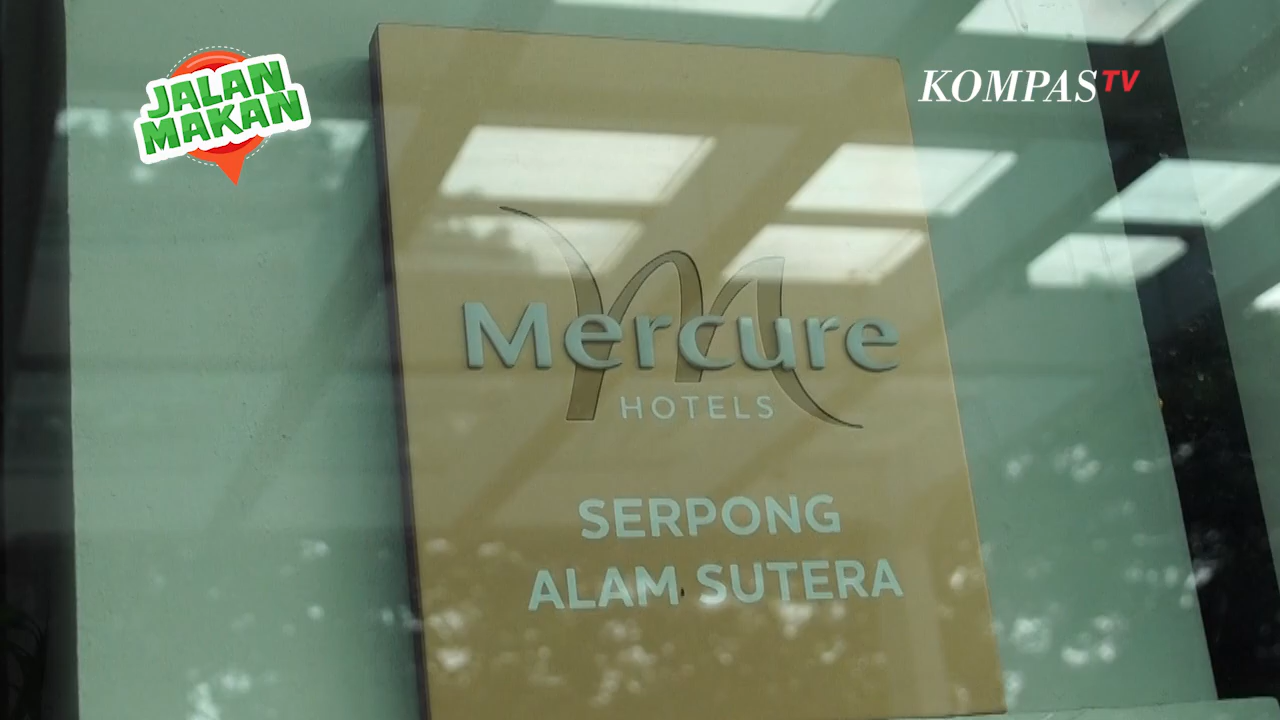 JALAN
MAKAN
KOMPASTV
Mercure
HOTELS
SERPONG
ALAM SUTERA